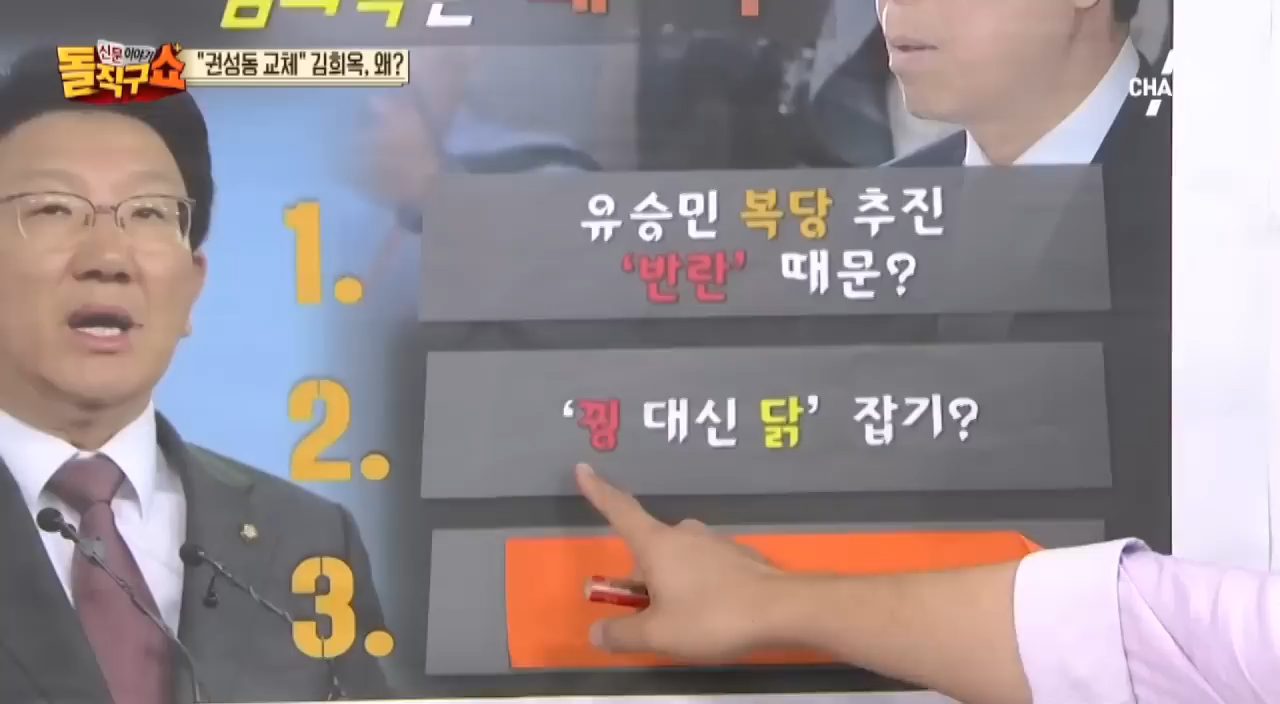 신문이야기
돌직구쇼
"권성동 교체" 김희옥, 왜?
1.
유승민 복당 추진
‘반란’ 때문?
2.
‘꿩 대신 닭’ 잡기?
3.